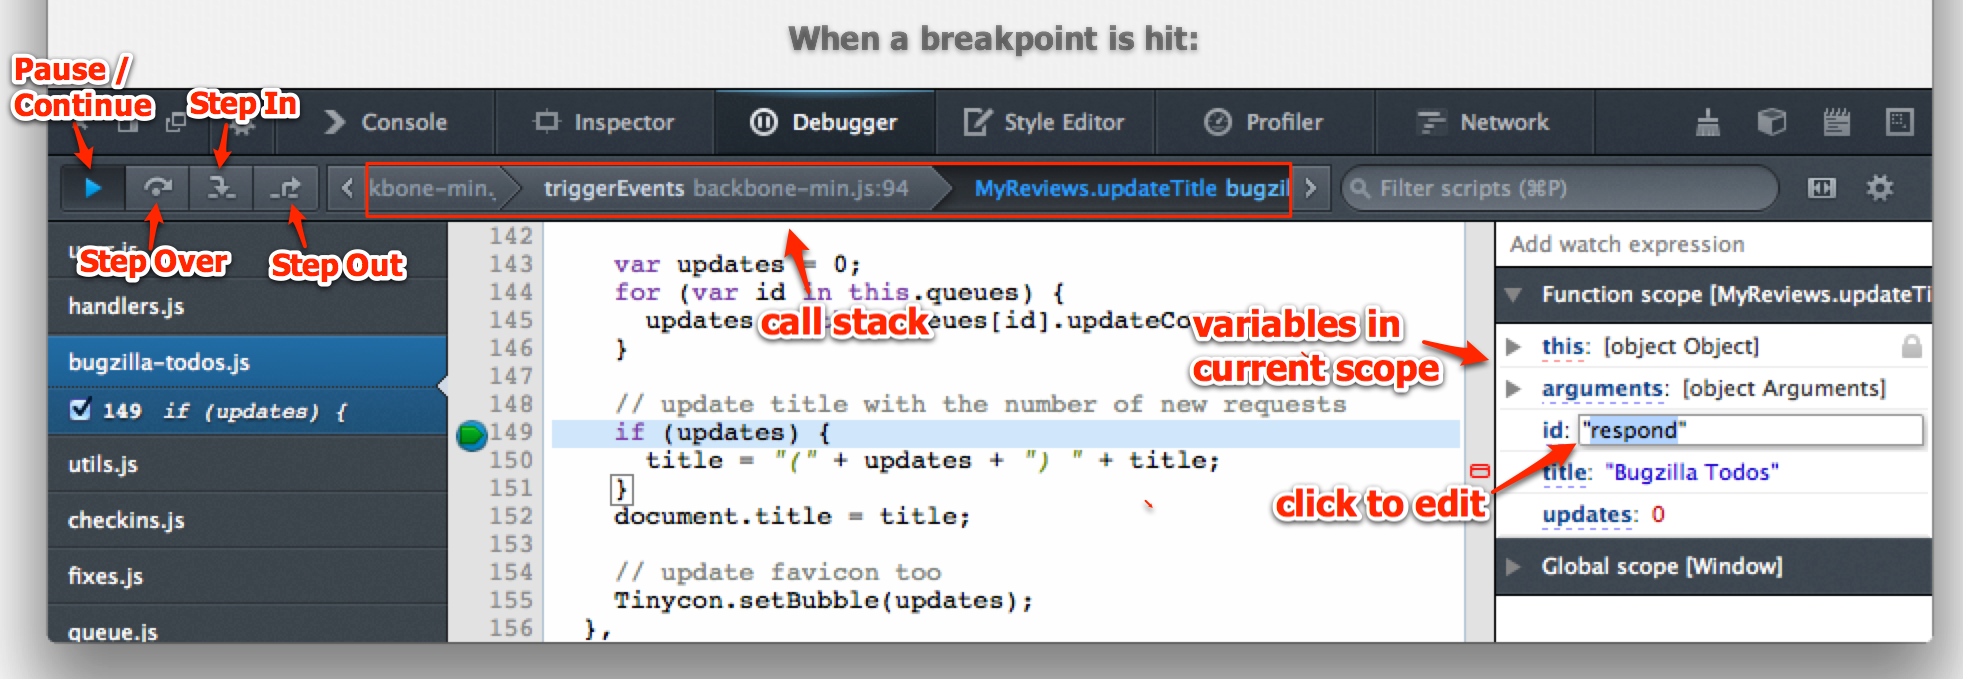 When a breakpoint is hit:
Pause /
Continue
Step In
Console
Inspector
Debugger
Style Editor
Profiler
Network
kbone-min.
triggerEvents backbone-min.js:94
MyReviews.updateTitle bugzil
Filter scripts (⌘P)
Step Over
Step Out
handlers.js
bugzilla-todos.js
149 if (updates) {
utils.js
checkins.js
fixes.js
queue.js
142
143 var updates = 0;
144 for (var id in this.queues) {
145 updates eues[id].updateCo
146 }
147
148 // update title with the number of new requests
149 if (updates) {
150 title = "(" + updates + ") " + title;
151 }
152 document.title = title;
153
154 // update favicon too
155 Tinycon.setBubble(updates);
156 },
call stack
variables in
current scope
click to edit
Add watch expression
Function scope [MyReviews.updateTi
this: [object Object]
arguments: [object Arguments]
id: "respond"
title: "Bugzilla Todos"
updates: 0
Global scope [Window]